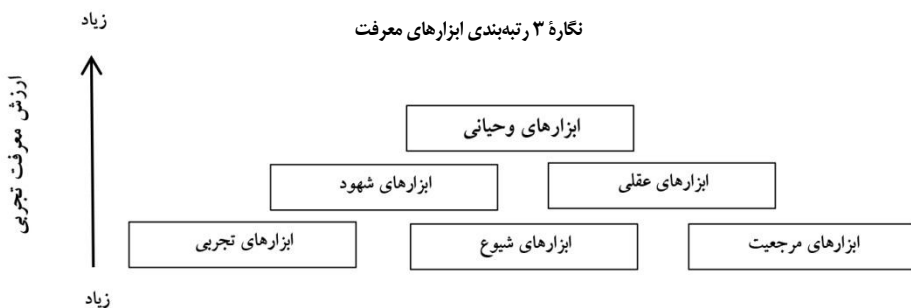 نگارهٔ ۳ رتبه‌بندی ابزارهای معرفت
زیاد
ارزش معرفت تجربی
ابزارهای وحیانی
ابزارهای عقلی
ابزارهای شهود
ابزارهای مرجعیت
ابزارهای شیوع
ابزارهای تجربی
زیاد